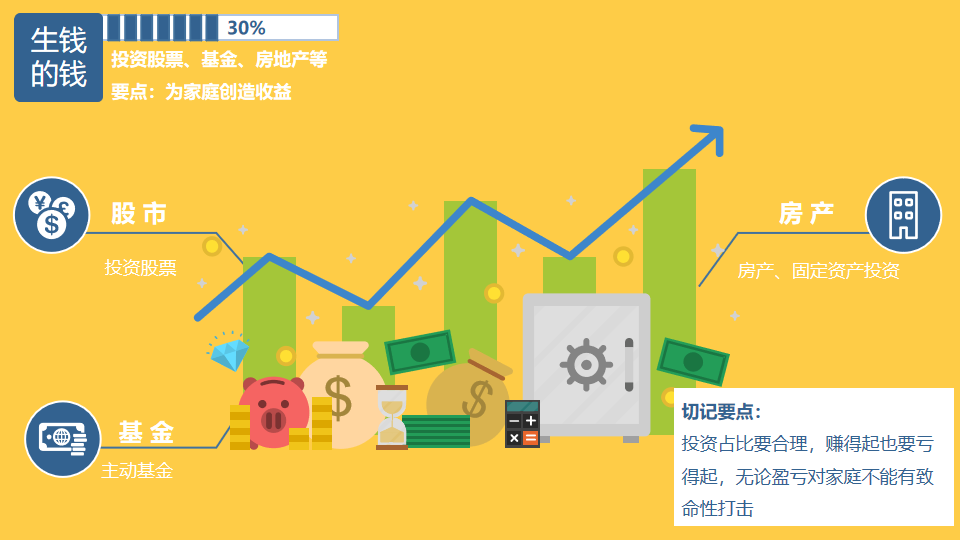 生钱
的钱
30%
投资股票、基金、房地产等
要点：为家庭创造收益
股市
投资股票
房产
房产、固定资产投资
基金
主动基金
切记要点：
投资占比要合理，赚得起也要亏
得起，无论盈亏对家庭不能有致
命性打击